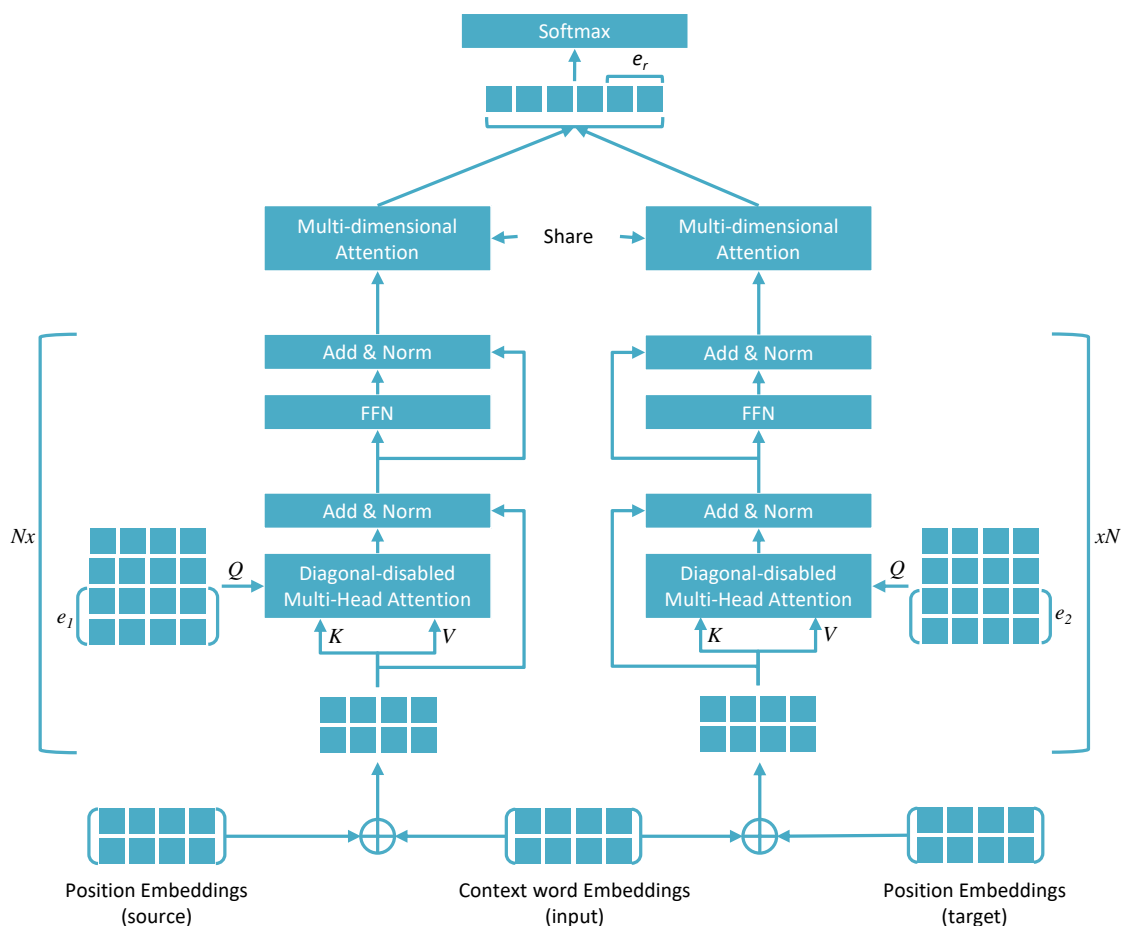 Softmax
e_r
Multi-dimensional
Attention
Share
Multi-dimensional
Attention
Add & Norm
Add & Norm
FFN
FFN
Add & Norm
Add & Norm
Nx
xN
Q
Diagonal-disabled
Multi-Head Attention
Diagonal-disabled
Multi-Head Attention
Q
e_1
e_2
K
V
K
V
Position Embeddings
(source)
Context word Embeddings
(input)
Position Embeddings
(target)